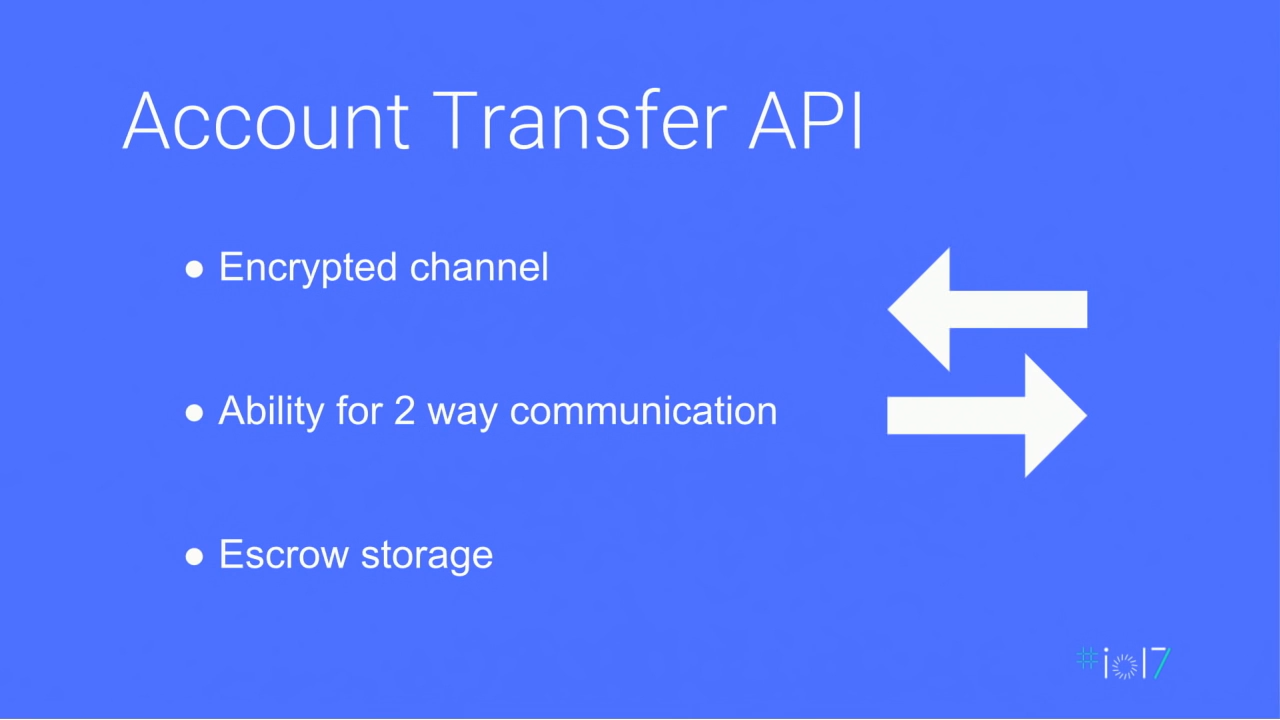 Account Transfer API
● Encrypted channel
● Ability for 2 way communication
● Escrow storage
#io17